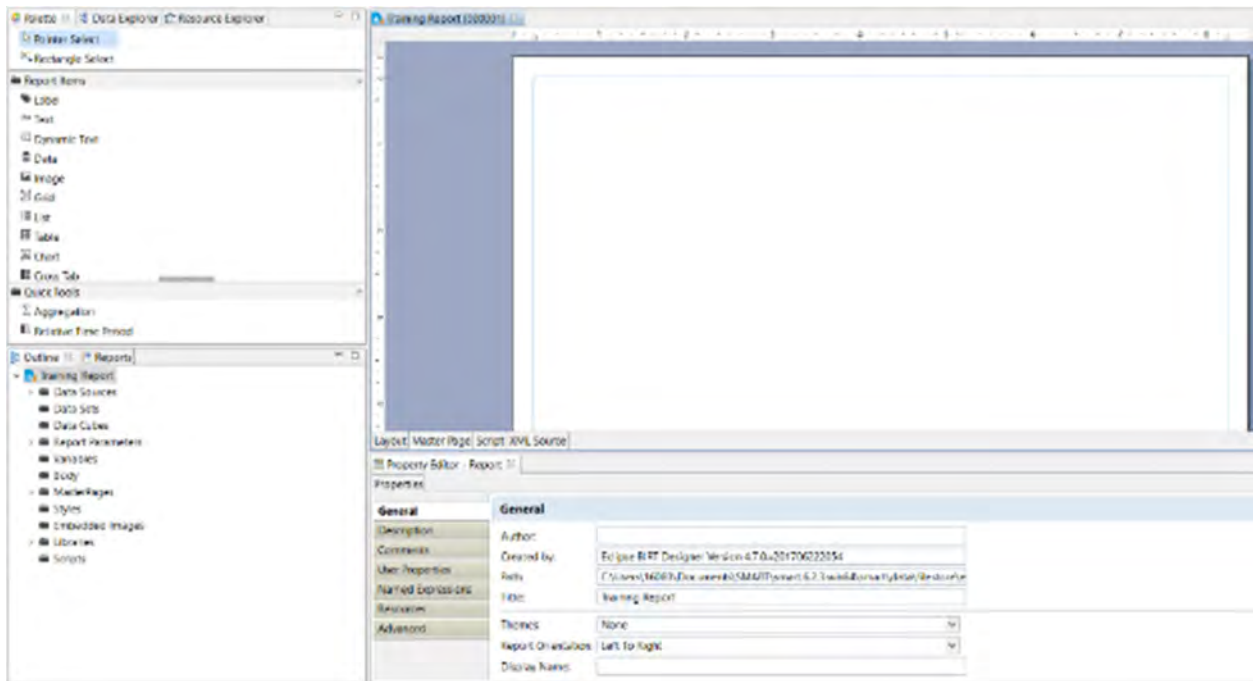 Palette Data Explorer Resource Explorer
Pointer Select
Rectangle Select
Report Items
Label
Text
Dynamic Text
Data
Image
Grid
List
Table
Chart
Cross Tab
Quick Tools
Aggregation
Relative Time Period
Outline Reports
Training Report
Data Sources
Data Sets
Data Cubes
Report Parameters
Variables
Body
MasterPages
Styles
Embedded Images
Libraries
Scripts
Training Report (000001)
Layout Master Page Script XML Source
Property Editor - Report
Properties
General
Description
Comments
User Properties
Named Expressions
Resources
Advanced
General
Author:
Created by: Eclipse BIRT Designer Version 4.7.0
Path:
Title: Training Report
Themes: None
Report Orientation: Left To Right
Display Name: